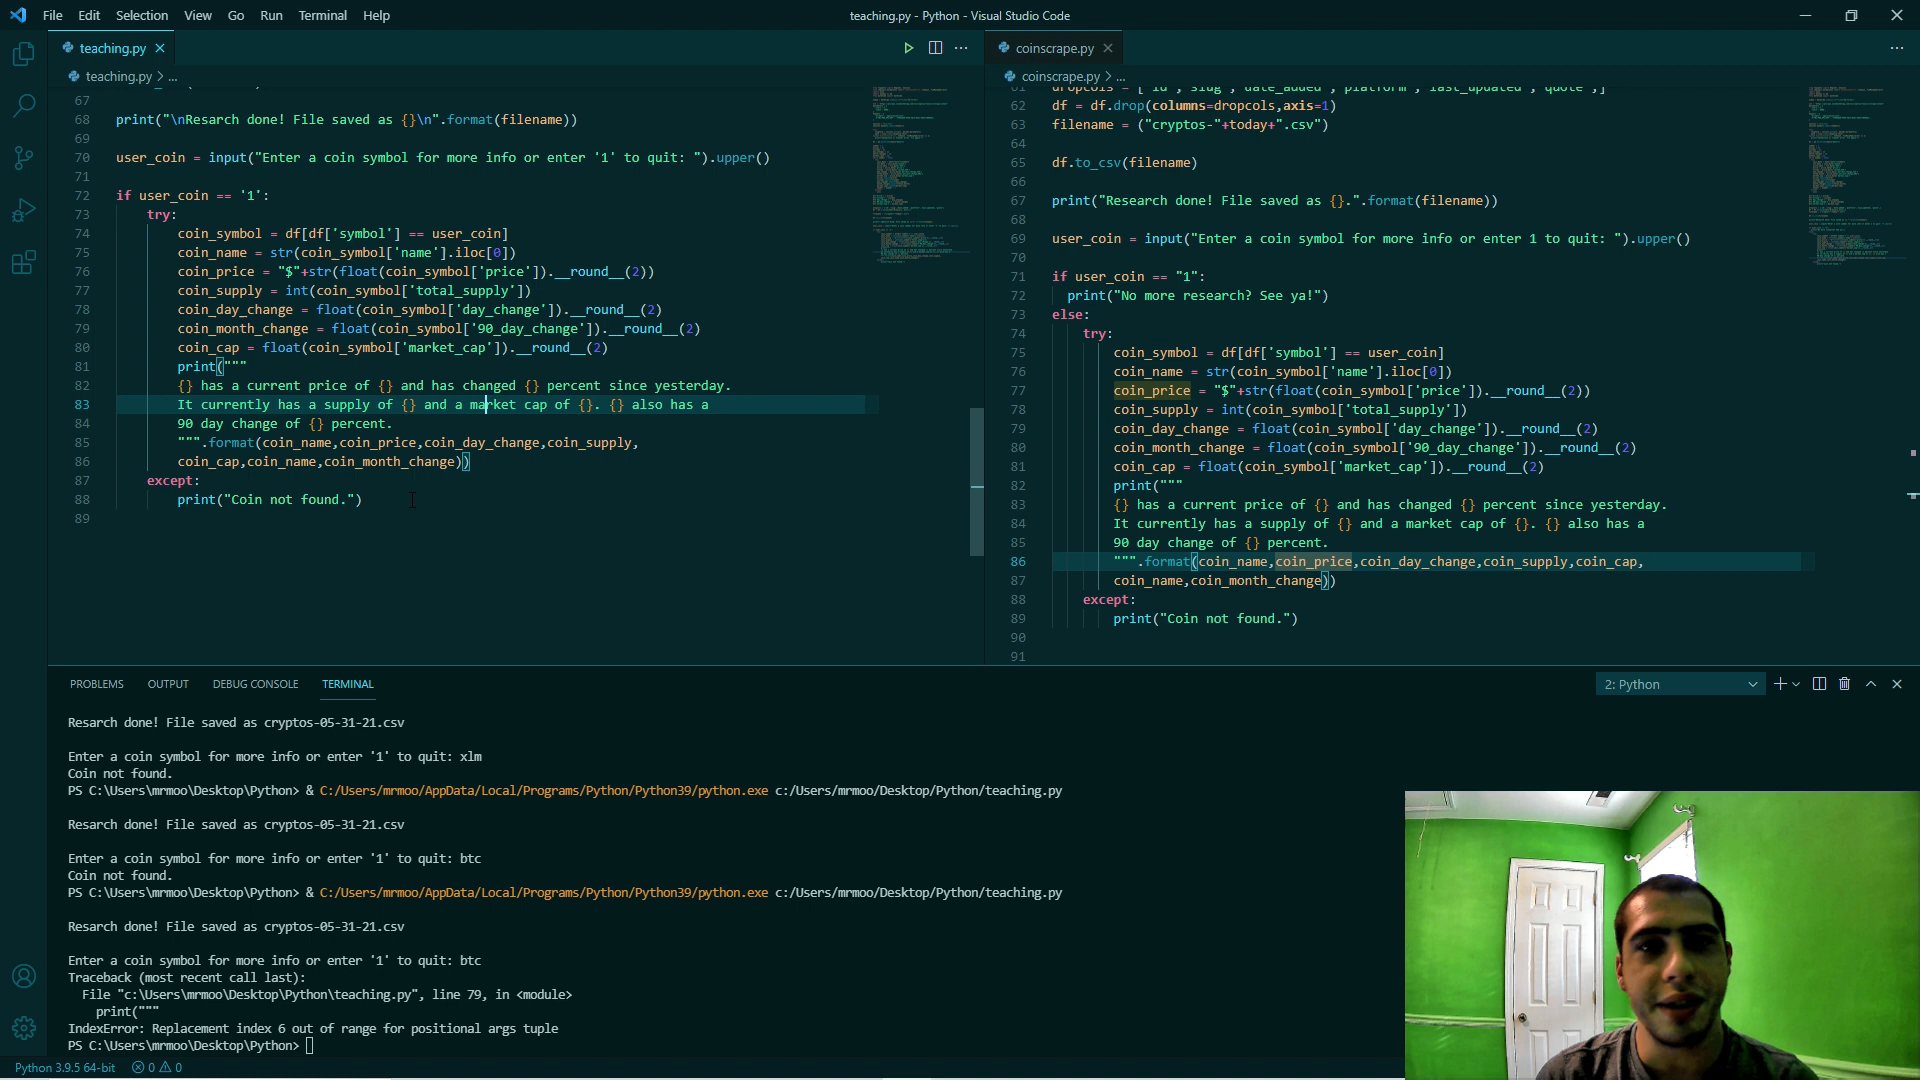 File Edit Selection View Go Run Terminal Help
teaching.py - Python - Visual Studio Code
teaching.py
teaching.py > ...
67
68 print("\nResarch done! File saved as {}\n".format(filename))
69
70 user_coin = input("Enter a coin symbol for more info or enter '1' to quit: ").upper()
71
72 if user_coin == '1':
73 try:
74 coin_symbol = df[df['symbol'] == user_coin]
75 coin_name = str(coin_symbol['name'].iloc[0])
76 coin_price = "$"+str(float(coin_symbol['price']).__round__(2))
77 coin_supply = int(coin_symbol['total_supply'])
78 coin_day_change = float(coin_symbol['day_change']).__round__(2)
79 coin_month_change = float(coin_symbol['90_day_change']).__round__(2)
80 coin_cap = float(coin_symbol['market_cap']).__round__(2)
81 print("""
82 {} has a current price of {} and has changed {} percent since yesterday.
83 It currently has a supply of {} and a market cap of {}. {} also has a
84 90 day change of {} percent.
85 """.format(coin_name,coin_price,coin_day_change,coin_supply,
86 coin_cap,coin_name,coin_month_change))
87 except:
88 print("Coin not found.")
89
coinscrape.py
coinscrape.py > ...
61 dropcols = ['id','slug','date_added','platform','last_updated','quote',]
62 df = df.drop(columns=dropcols,axis=1)
63 filename = ("cryptos-"+today+".csv")
64
65 df.to_csv(filename)
66
67 print("Research done! File saved as {}.".format(filename))
68
69 user_coin = input("Enter a coin symbol for more info or enter 1 to quit: ").upper()
70
71 if user_coin == "1":
72 print("No more research? See ya!")
73 else:
74 try:
75 coin_symbol = df[df['symbol'] == user_coin]
76 coin_name = str(coin_symbol['name'].iloc[0])
77 coin_price = "$"+str(float(coin_symbol['price']).__round__(2))
78 coin_supply = int(coin_symbol['total_supply'])
79 coin_day_change = float(coin_symbol['day_change']).__round__(2)
80 coin_month_change = float(coin_symbol['90_day_change']).__round__(2)
81 coin_cap = float(coin_symbol['market_cap']).__round__(2)
82 print("""
83 {} has a current price of {} and has changed {} percent since yesterday.
84 It currently has a supply of {} and a market cap of {}. {} also has a
85 90 day change of {} percent.
86 """.format(coin_name,coin_price,coin_day_change,coin_supply,coin_cap,
87 coin_name,coin_month_change))
88 except:
89 print("Coin not found.")
90
91
PROBLEMS OUTPUT DEBUG CONSOLE TERMINAL
2: Python
Resarch done! File saved as cryptos-05-31-21.csv
Enter a coin symbol for more info or enter '1' to quit: xlm
Coin not found.
PS C:\Users\mrmoo\Desktop\Python> & C:/Users/mrmoo/AppData/Local/Programs/Python/Python39/python.exe c:/Users/mrmoo/Desktop/Python/teaching.py
Resarch done! File saved as cryptos-05-31-21.csv
Enter a coin symbol for more info or enter '1' to quit: btc
Coin not found.
PS C:\Users\mrmoo\Desktop\Python> & C:/Users/mrmoo/AppData/Local/Programs/Python/Python39/python.exe c:/Users/mrmoo/Desktop/Python/teaching.py
Resarch done! File saved as cryptos-05-31-21.csv
Enter a coin symbol for more info or enter '1' to quit: btc
Traceback (most recent call last):
File "c:\Users\mrmoo\Desktop\Python\teaching.py", line 79, in <module>
print("""
IndexError: Replacement index 6 out of range for positional args tuple
PS C:\Users\mrmoo\Desktop\Python>
Python 3.9.5 64-bit 0 0